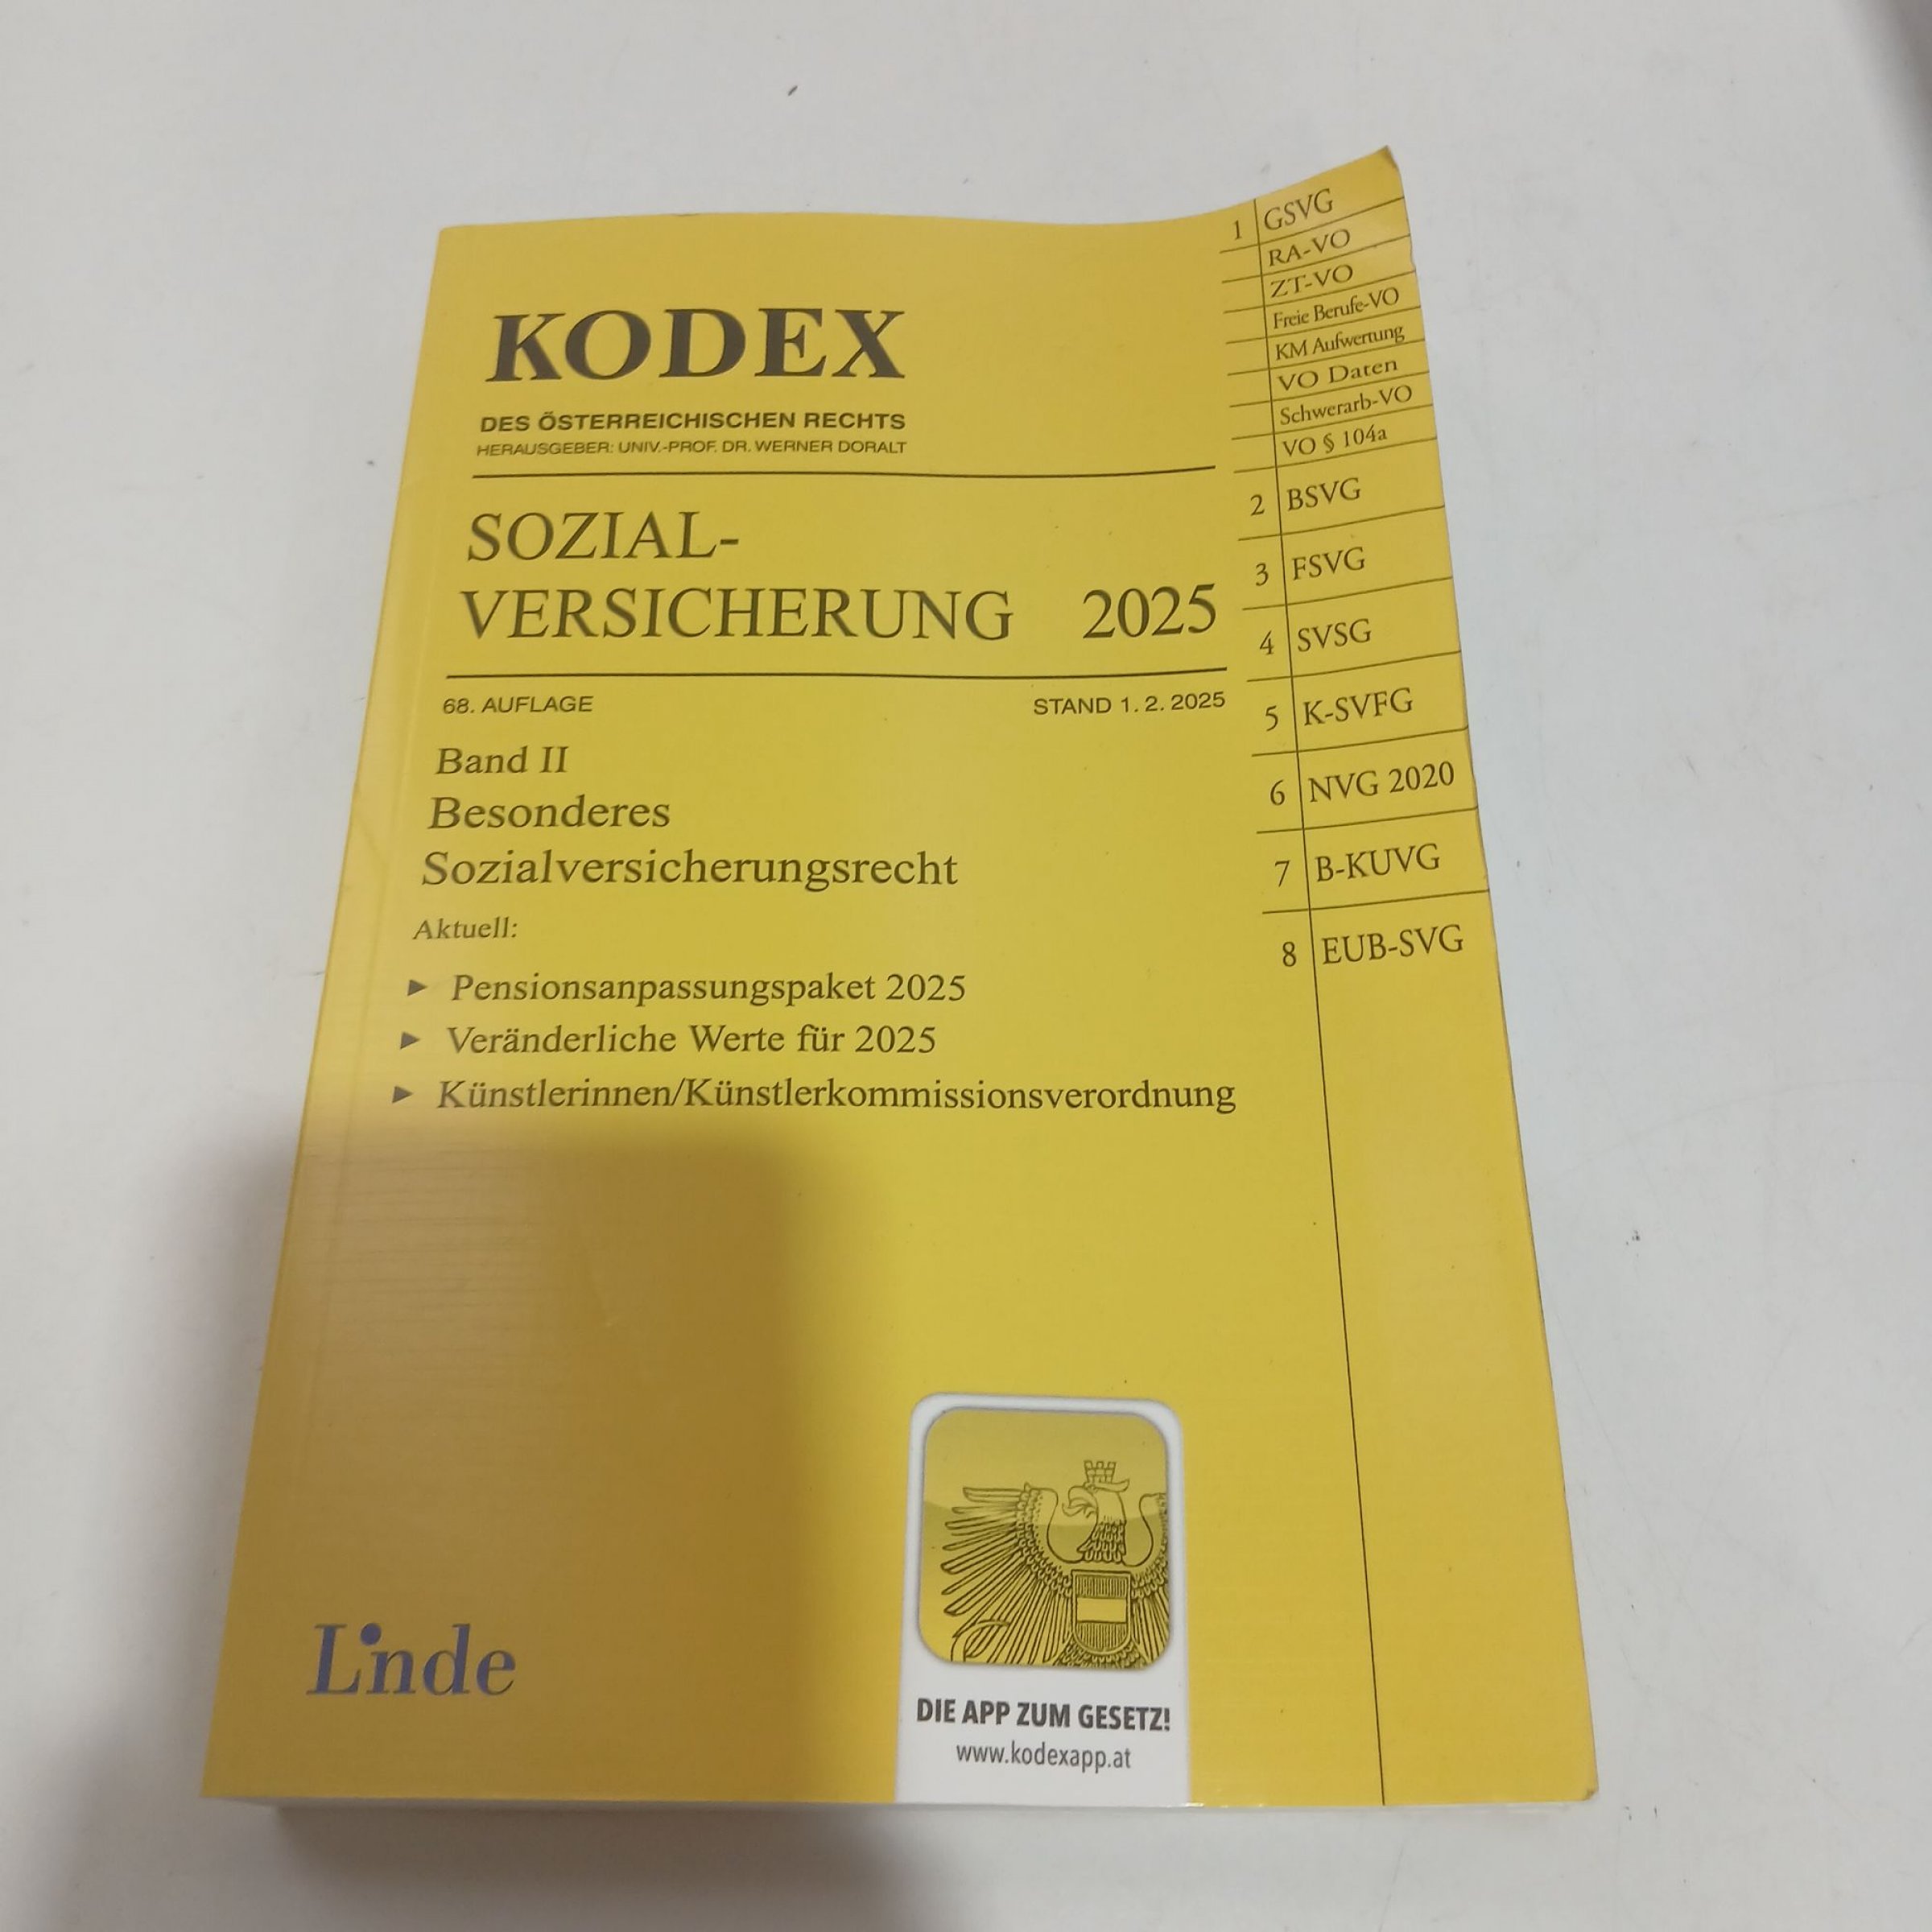 KODEX
DES ÖSTERREICHISCHEN RECHTS
HERAUSGEBER: UNIV.-PROF. DR. WERNER DORALT
SOZIAL-
VERSICHERUNG 2025
68. AUFLAGE STAND 1. 2. 2025
Band II
Besonderes
Sozialversicherungsrecht
Aktuell:
► Pensionsanpassungspaket 2025
► Veränderliche Werte für 2025
► Künstlerinnen/Künstlerkommissionsverordnung
1 GSVG
RA-VO
ZT-VO
Freie Berufe-VO
KM Aufwertung
VO Daten
Schwerarb-VO
VO § 104a
2 BSVG
3 FSVG
4 SVSG
5 K-SVFG
6 NVG 2020
7 B-KUVG
8 EUB-SVG
Linde
DIE APP ZUM GESETZ!
www.kodexapp.at